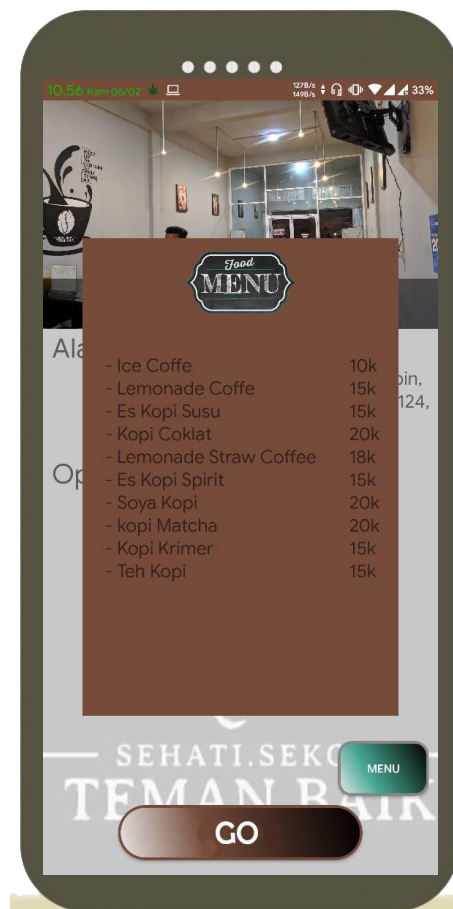 10.56 Kam 06/02
127B/s
149B/s
33%
Food
MENU
Ala
oin,
124,
Op
- Ice Coffe 10k
- Lemonade Coffe 15k
- Es Kopi Susu 15k
- Kopi Coklat 20k
- Lemonade Straw Coffee 18k
- Es Kopi Spirit 15k
- Soya Kopi 20k
- kopi Matcha 20k
- Kopi Krimer 15k
- Teh Kopi 15k
SEHATI.SEKO
MENU
TEMAN BAIK
GO